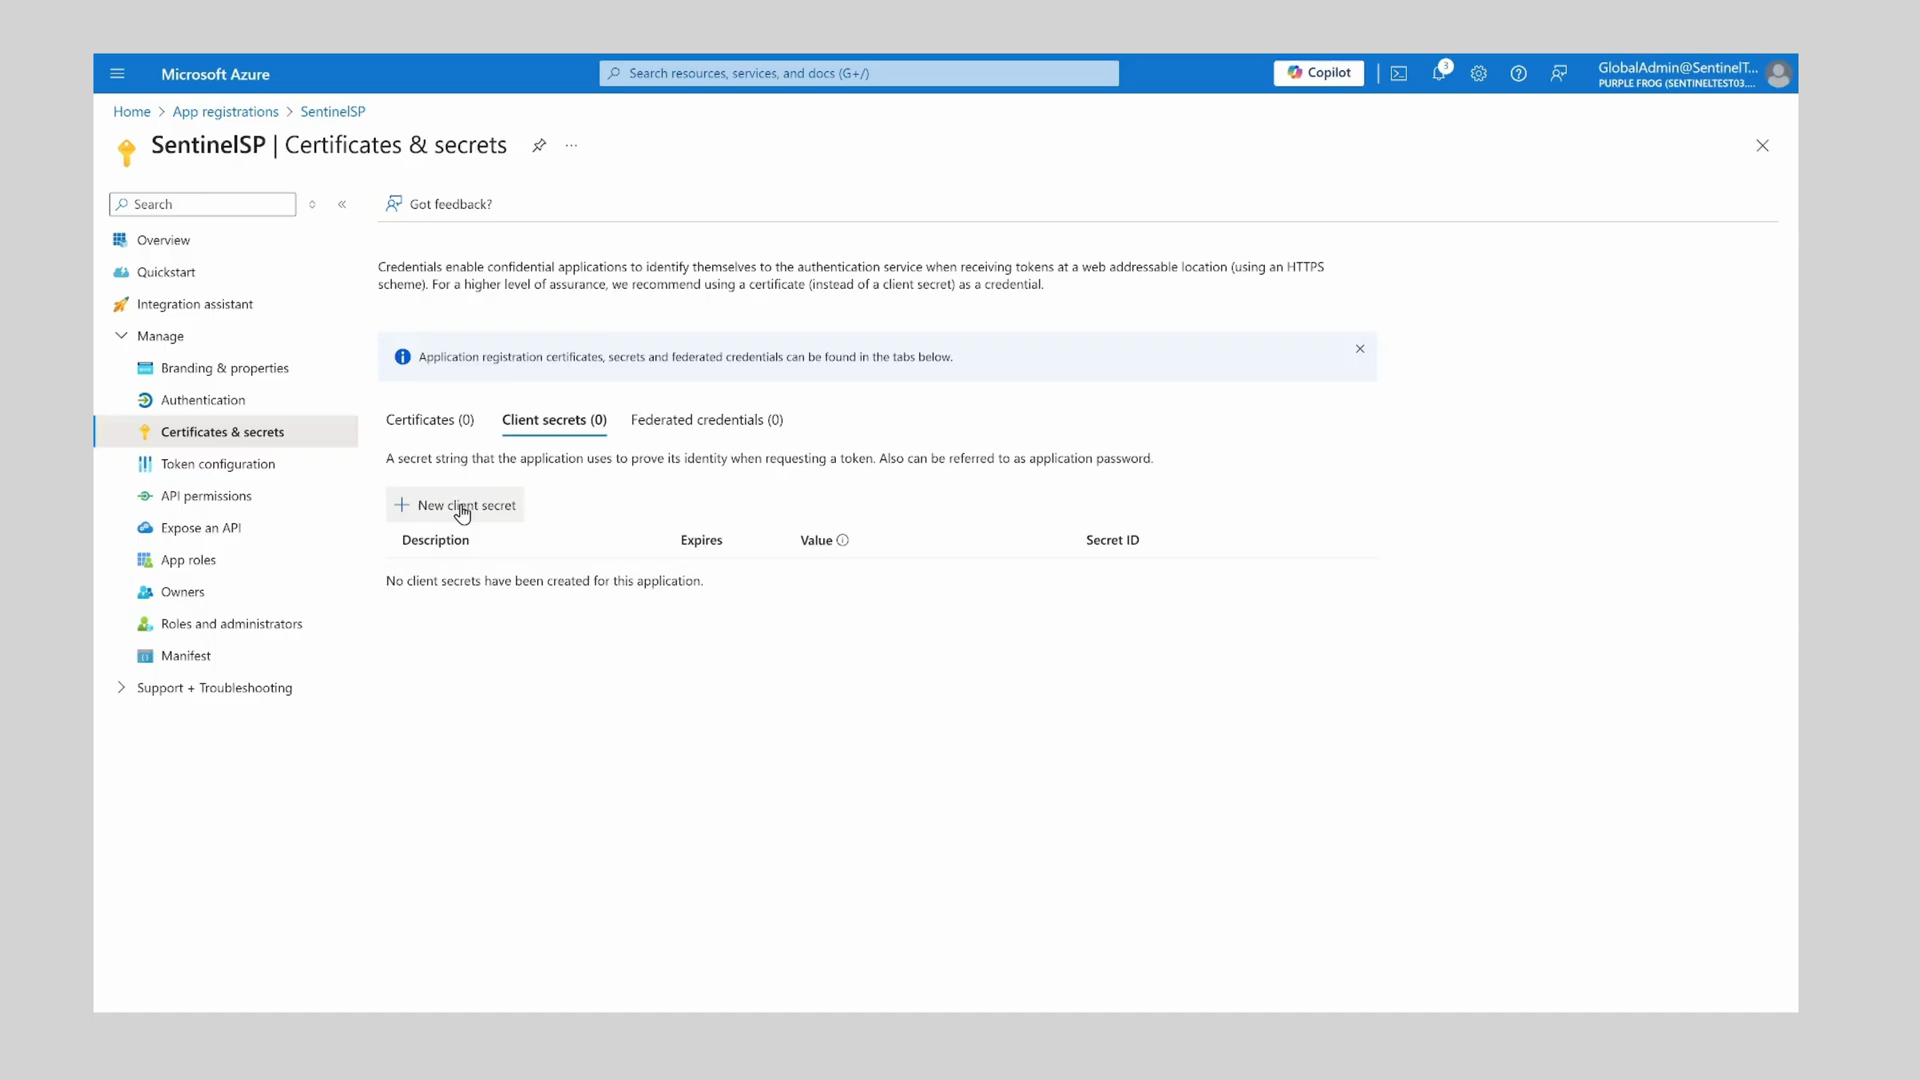 Microsoft Azure
Search resources, services, and docs (G+/)
Copilot
3
GlobalAdmin@SentinelT...
PURPLE FROG (SENTINELTEST03....
Home > App registrations > SentinelSP
SentinelSP | Certificates & secrets
Search
Got feedback?
Overview
Quickstart
Integration assistant
Manage
Branding & properties
Authentication
Certificates & secrets
Token configuration
API permissions
Expose an API
App roles
Owners
Roles and administrators
Manifest
Support + Troubleshooting
Credentials enable confidential applications to identify themselves to the authentication service when receiving tokens at a web addressable location (using an HTTPS
scheme). For a higher level of assurance, we recommend using a certificate (instead of a client secret) as a credential.
Application registration certificates, secrets and federated credentials can be found in the tabs below.
Certificates (0) Client secrets (0) Federated credentials (0)
A secret string that the application uses to prove its identity when requesting a token. Also can be referred to as application password.
New client secret
Description Expires Value Secret ID
No client secrets have been created for this application.